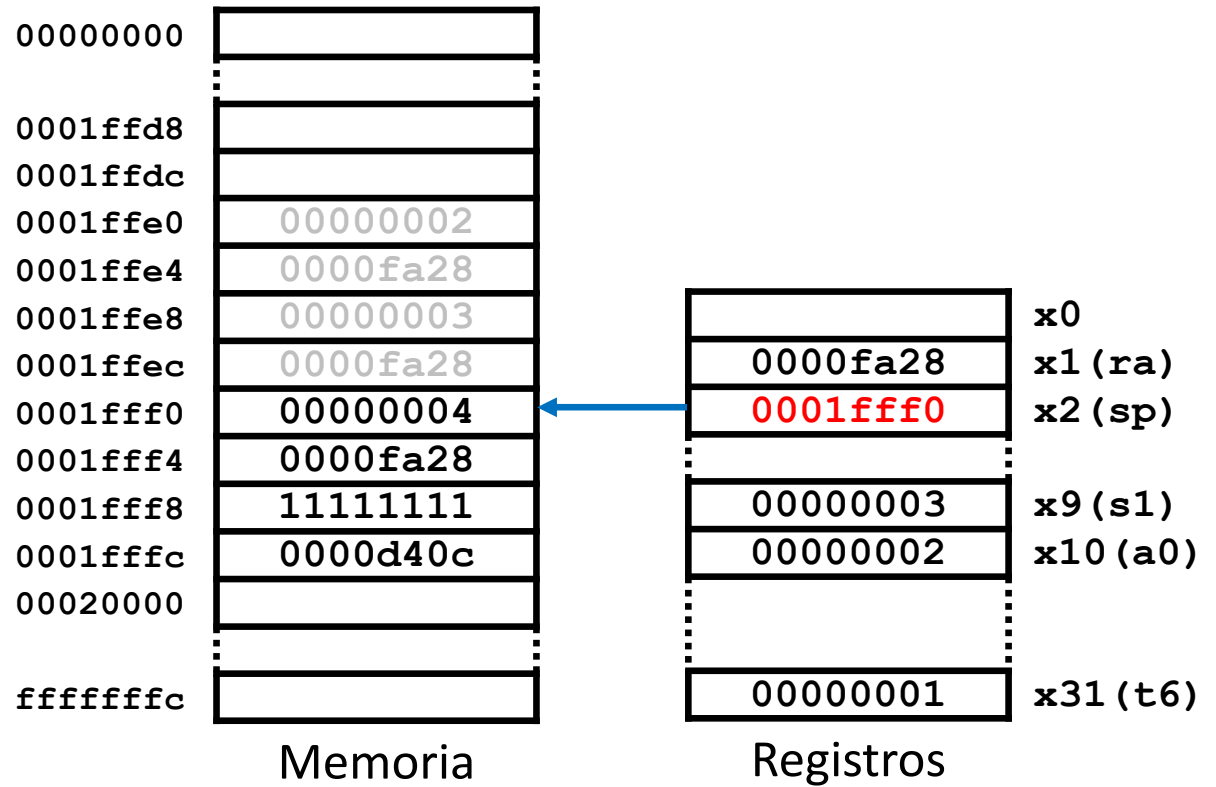 00000000
0001ffd8
0001ffdc
0001ffe0 00000002
0001ffe4 0000fa28
0001ffe8 00000003 x0
0001ffec 0000fa28 0000fa28 x1(ra)
0001fff0 00000004 0001fff0 x2(sp)
0001fff4 0000fa28
0001fff8 11111111 00000003 x9(s1)
0001fffc 0000d40c 00000002 x10(a0)
00020000
fffffffc 00000001 x31(t6)
Memoria Registros